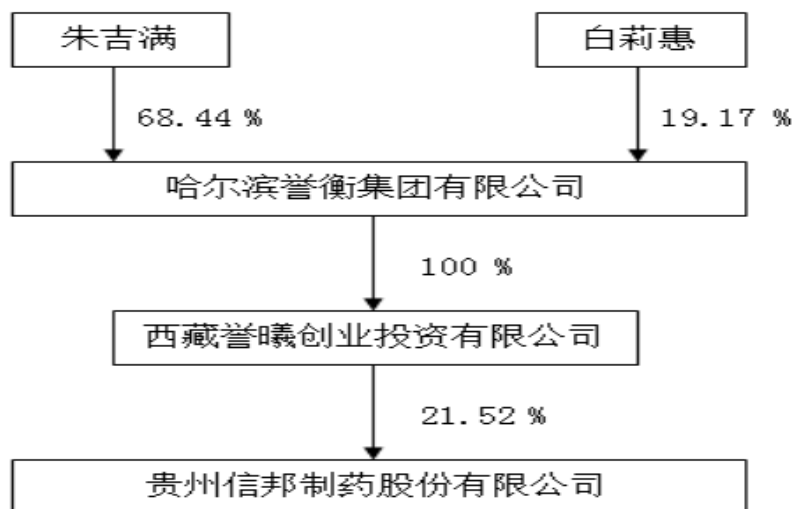 朱吉满 白莉惠
68.44 % 19.17 %
哈尔滨誉衡集团有限公司
100 %
西藏誉曦创业投资有限公司
21.52 %
贵州信邦制药股份有限公司